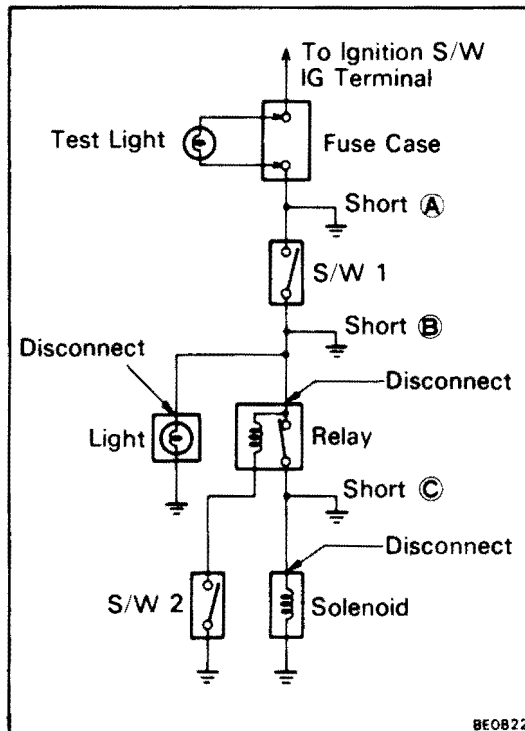 To Ignition S/W
IG Terminal
Test Light
Fuse Case
Short Ⓐ
S/W 1
Short Ⓑ
Disconnect
Disconnect
Light
Relay
Short Ⓒ
Disconnect
S/W 2
Solenoid
BE0822